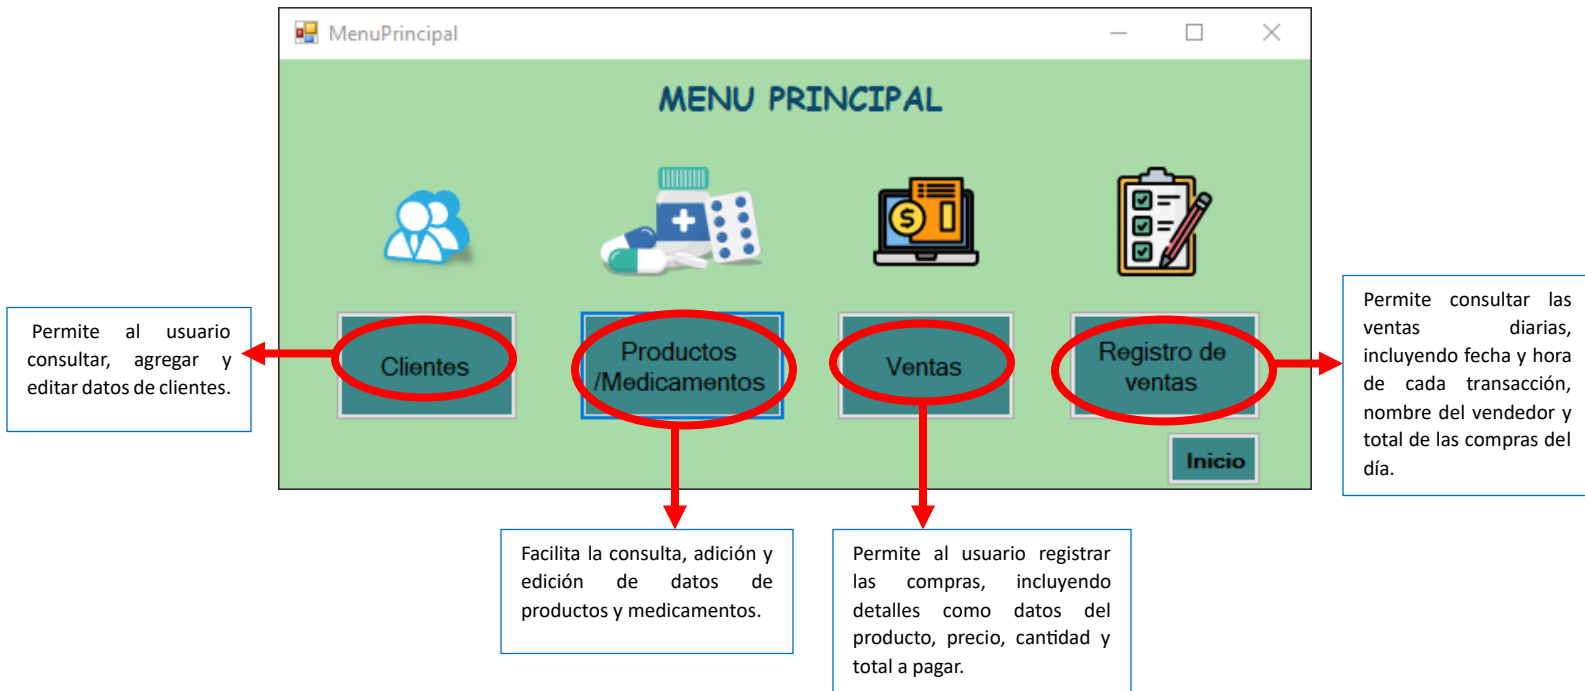 MenuPrincipal
MENU PRINCIPAL
Clientes
Productos
/Medicamentos
Ventas
Registro de
ventas
Inicio
Permite al usuario
consultar, agregar y
editar datos de clientes.
Facilita la consulta, adición y
edición de datos de
productos y medicamentos.
Permite al usuario registrar
las compras, incluyendo
detalles como datos del
producto, precio, cantidad y
total a pagar.
Permite consultar las
ventas diarias,
incluyendo fecha y hora
de cada transacción,
nombre del vendedor y
total de las compras del
día.